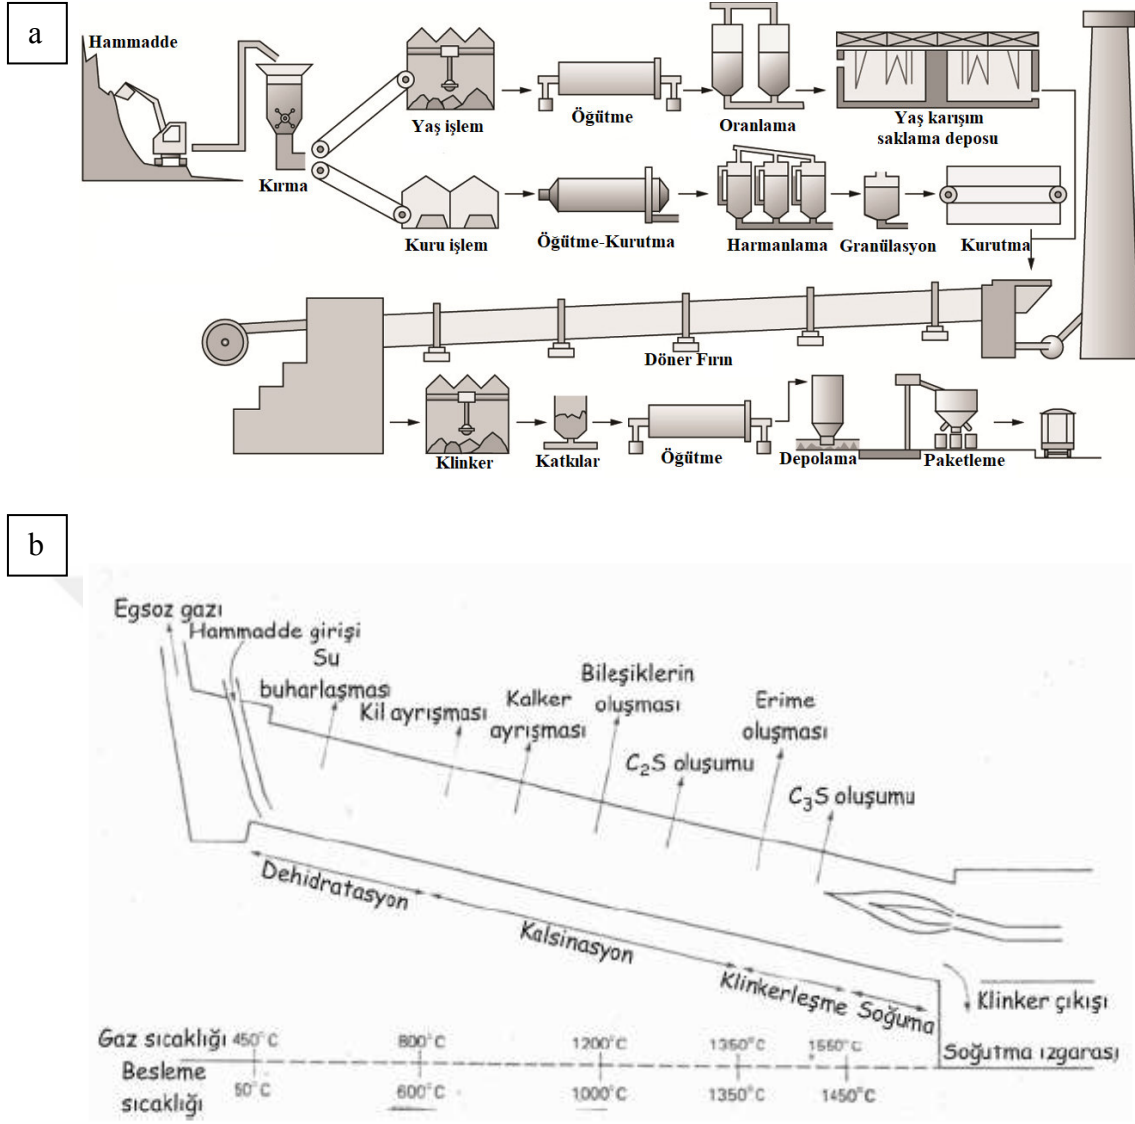 a
Hammadde
Kırma
Yaş işlem
Öğütme
Oranlama
Yaş karışım
saklama deposu
Kuru işlem
Öğütme-Kurutma
Harmanlama
Granülasyon
Kurutma
Döner Fırın
Klinker
Katkılar
Öğütme
Depolama
Paketleme
b
Egsoz gazı
Hammadde girişi
Su
buharlaşması
Kil ayrışması
Kalker
ayrışması
Bileşiklerin
oluşması
C₂S oluşumu
Erime
oluşması
C₃S oluşumu
Dehidratasyon
Kalsinasyon
Klinkerleşme
Soğuma
Klinker çıkışı
Soğutma ızgarası
Gaz sıcaklığı 450°C 800°C 1200°C 1350°C 1550°C
Besleme
sıcaklığı
50°C 600°C 1000°C 1350°C 1450°C